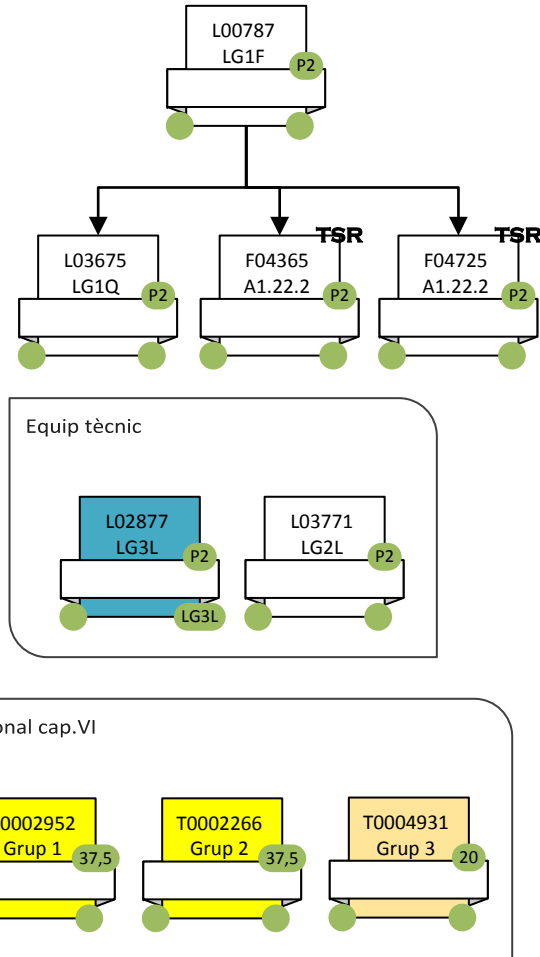 L00787
LG1F
P2
L03675
LG1Q
P2
TSR
F04365
A1.22.2
P2
TSR
F04725
A1.22.2
P2
Equip tècnic
L02877
LG3L
P2
LG3L
L03771
LG2L
P2
onal cap.VI
0002952
Grup 1
37,5
T0002266
Grup 2
37,5
T0004931
Grup 3
20